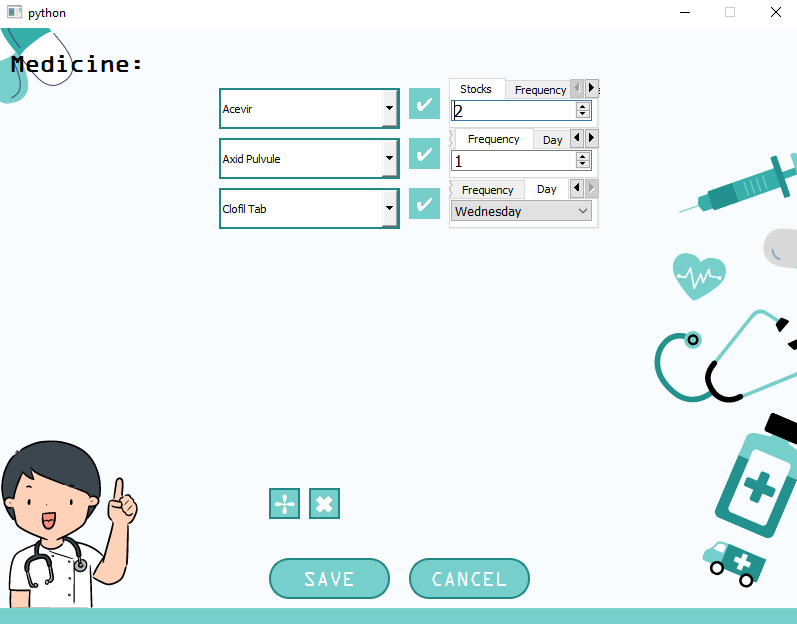 python
Medicine:
Acevir
Stocks Frequency
2
Axid Pulvule
Frequency Day
1
Clofil Tab
Frequency Day
Wednesday
SAVE CANCEL